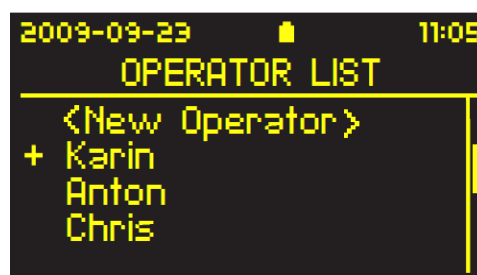 2009-09-23 11:05
OPERATOR LIST
<New Operator>
+ Karin
Anton
Chris